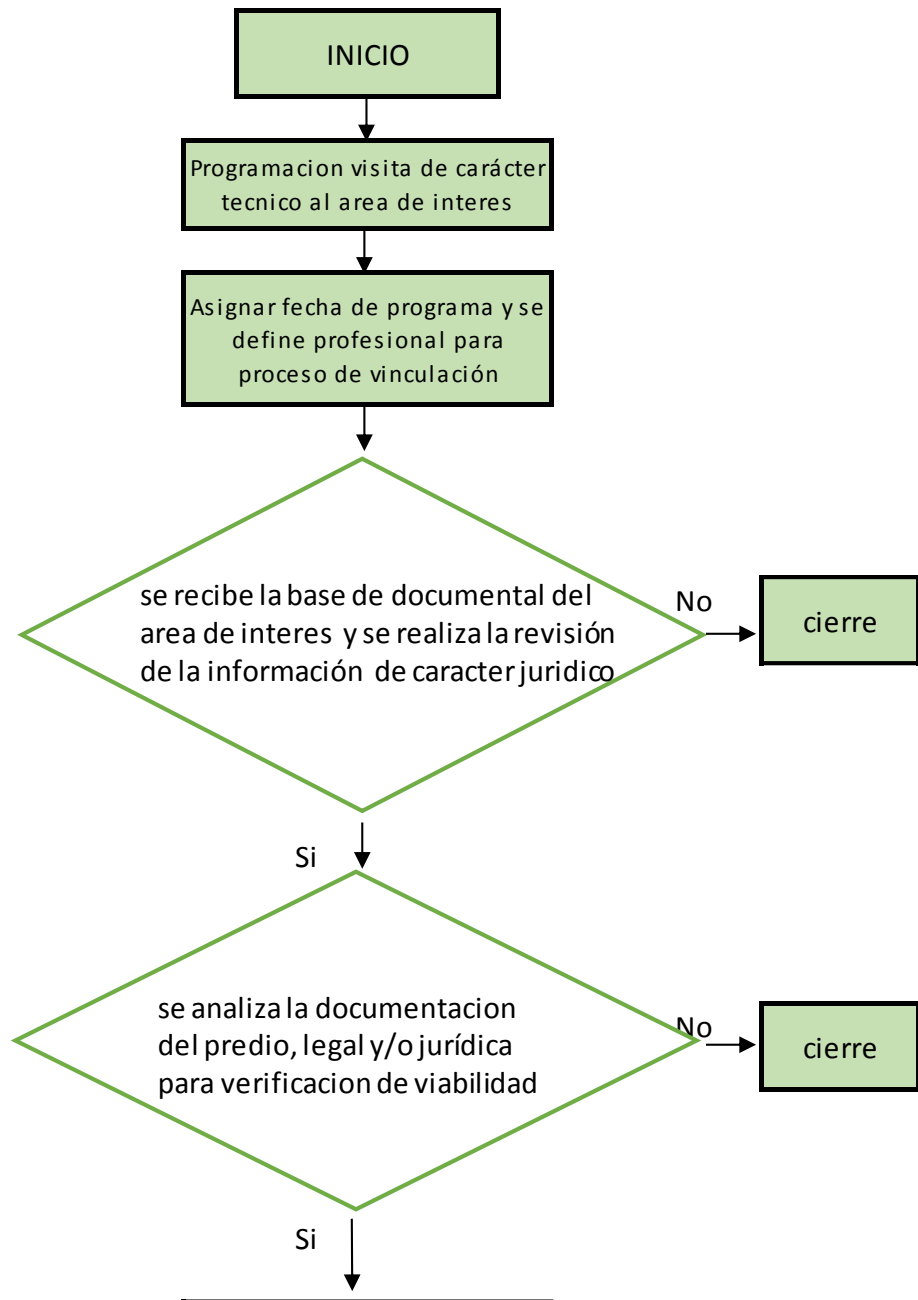 INICIO
Programacion visita de carácter
tecnico al area de interes
Asignar fecha de programa y se
define profesional para
proceso de vinculación
se recibe la base de documental del
area de interes y se realiza la revisión
de la información de caracter juridico
No
cierre
Si
se analiza la documentacion
del predio, legal y/o jurídica
para verificacion de viabilidad
No
cierre
Si